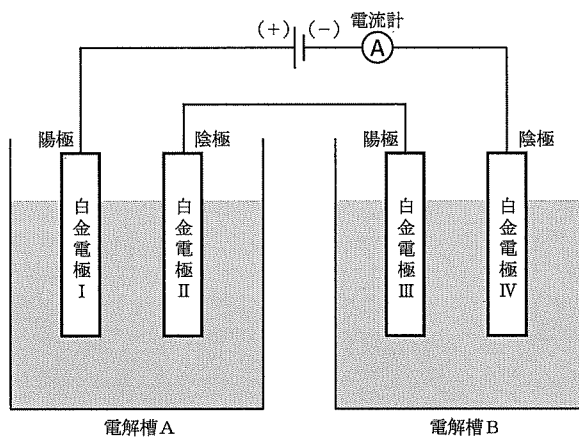 電流計
(+) (−) A
陽極 陰極 陽極 陰極
白金電極Ⅰ
白金電極Ⅱ
白金電極Ⅲ
白金電極Ⅳ
電解槽A
電解槽B